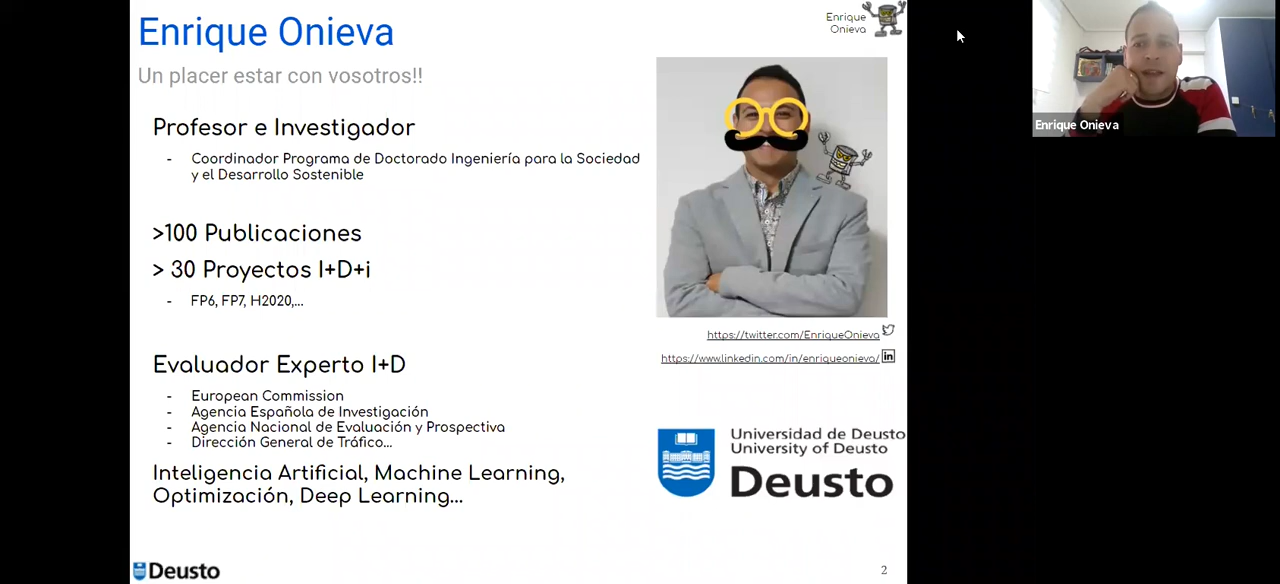 Enrique Onieva
Un placer estar con vosotros!!
Enrique
Onieva
Profesor e Investigador
- Coordinador Programa de Doctorado Ingeniería para la Sociedad
y el Desarrollo Sostenible
>100 Publicaciones
> 30 Proyectos I+D+i
- FP6, FP7, H2020,...
Evaluador Experto I+D
- European Commission
- Agencia Española de Investigación
- Agencia Nacional de Evaluación y Prospectiva
- Dirección General de Tráfico...
Inteligencia Artificial, Machine Learning,
Optimización, Deep Learning...
https://twitter.com/EnriqueOnieva
https://www.linkedin.com/in/enriqueonieva/
in
Universidad de Deusto
University of Deusto
Deusto
Deusto
2
Enrique Onieva